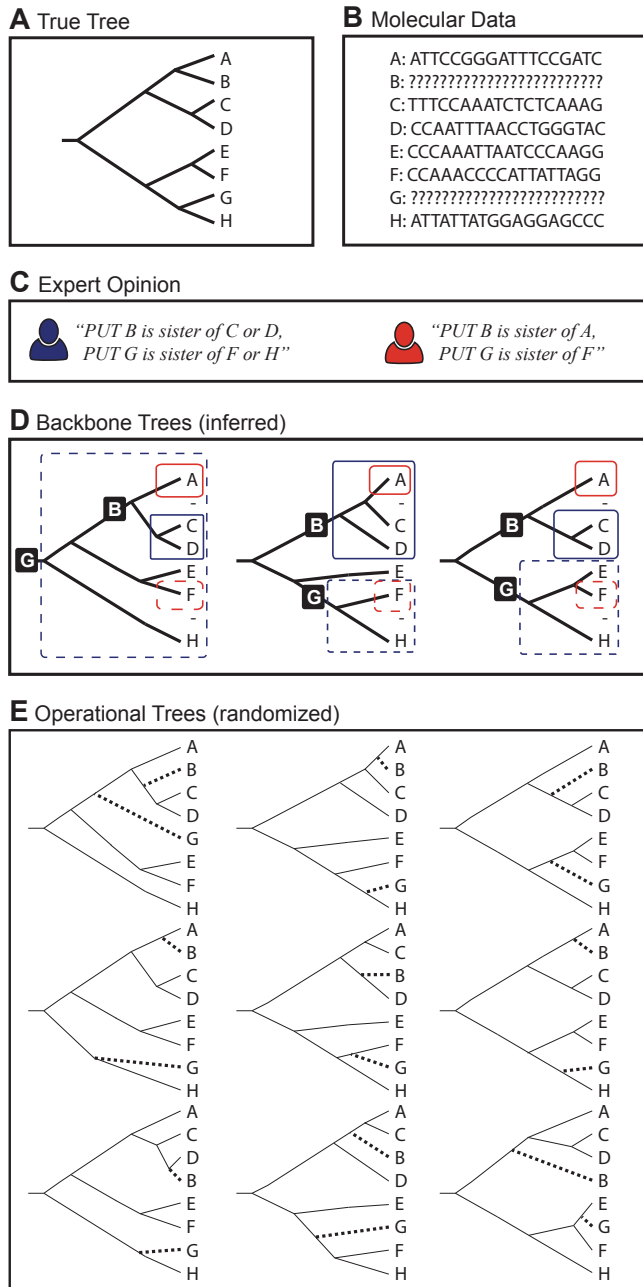 A True Tree
A
B
C
D
E
F
G
H
B Molecular Data
A: ATTCCGGGATTTCCGATC
B: ?????????????????????????
C: TTTCCAAATCTCTCAAAG
D: CCAATTTAACCTGGGTAC
E: CCCAAATTAATCCCAAGG
F: CCAAACCCCATTATTAGG
G: ?????????????????????????
H: ATTATTATGGAGGAGCCC
C Expert Opinion
“PUT B is sister of C or D,
PUT G is sister of F or H”
“PUT B is sister of A,
PUT G is sister of F”
D Backbone Trees (inferred)
G
B
A
-
C
D
E
F
-
H
B
G
A
-
C
D
E
F
-
H
B
G
A
-
C
D
E
F
-
H
E Operational Trees (randomized)
A
B
C
D
G
E
F
H
A
B
C
D
E
F
G
H
A
B
C
D
E
F
G
H
A
B
C
D
E
F
G
H
A
C
B
D
E
F
G
H
A
B
C
D
E
F
G
H
A
C
D
B
E
F
G
H
A
C
B
D
E
G
F
H
A
C
D
B
E
G
F
H